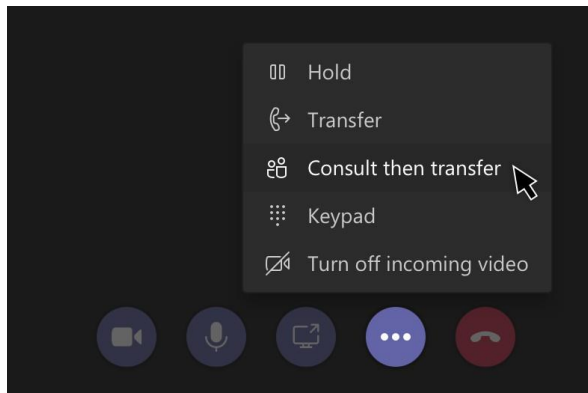 Hold
Transfer
Consult then transfer
Keypad
Turn off incoming video